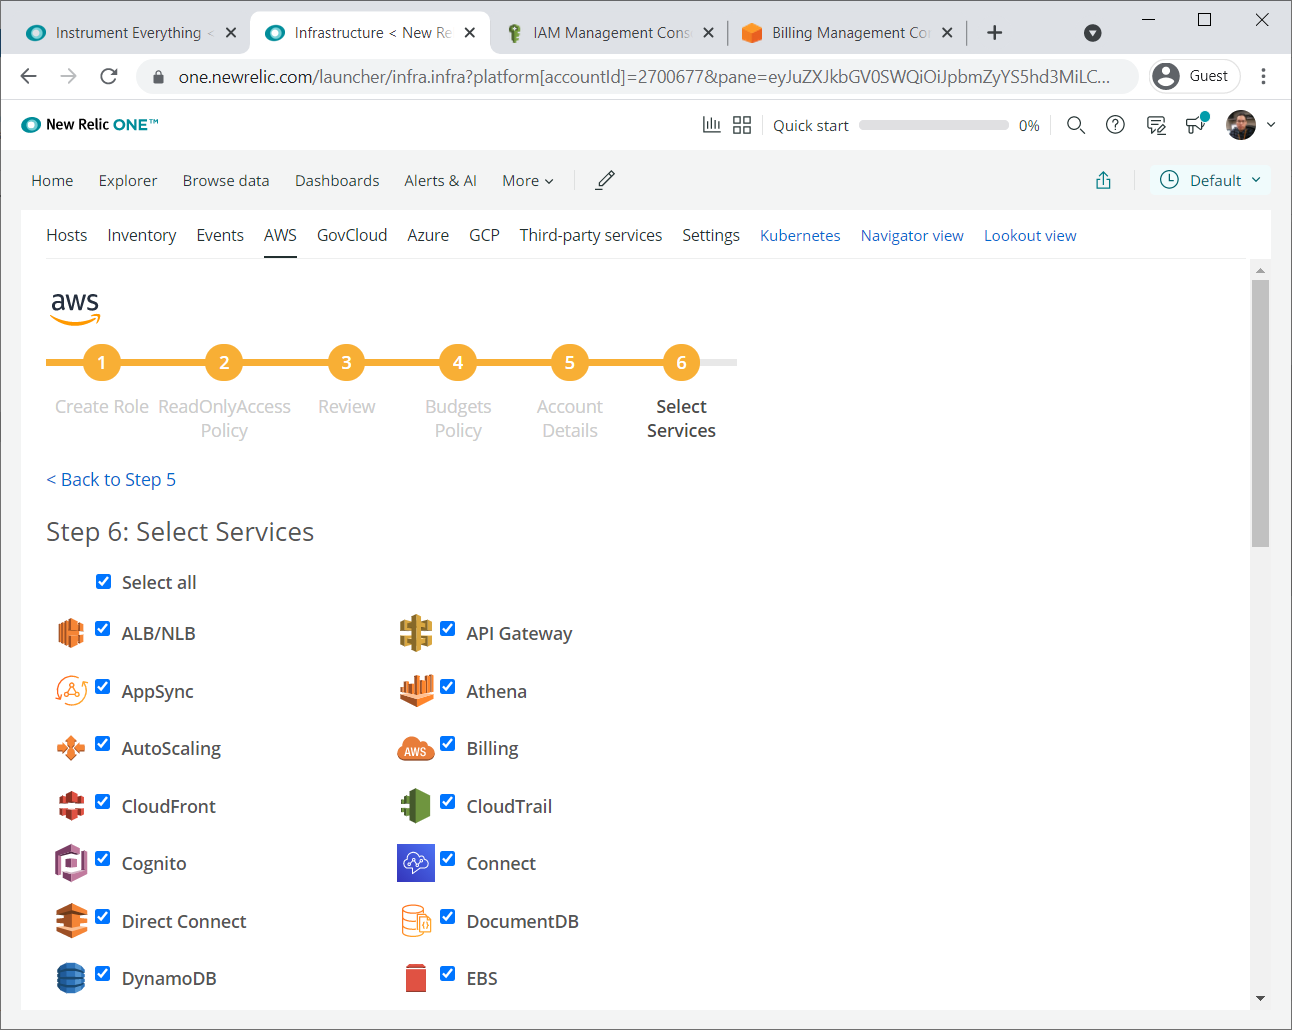 Instrument Everything <
Infrastructure < New Re
IAM Management Cons
Billing Management Con
one.newrelic.com/launcher/infra.infra?platform[accountId]=2700677&pane=eyJuZXJkbGV0SWQiOiJpbmZyYS5hd3MiLC...
Guest
New Relic ONE™
Quick start
0%
Home
Explorer
Browse data
Dashboards
Alerts & AI
More
Default
Hosts
Inventory
Events
AWS
GovCloud
Azure
GCP
Third-party services
Settings
Kubernetes
Navigator view
Lookout view
aws
1
2
3
4
5
6
Create Role
ReadOnlyAccess
Policy
Review
Budgets
Policy
Account
Details
Select
Services
< Back to Step 5
Step 6: Select Services
Select all
ALB/NLB
API Gateway
AppSync
Athena
AutoScaling
AWS
Billing
CloudFront
CloudTrail
Cognito
Connect
Direct Connect
DocumentDB
DynamoDB
EBS